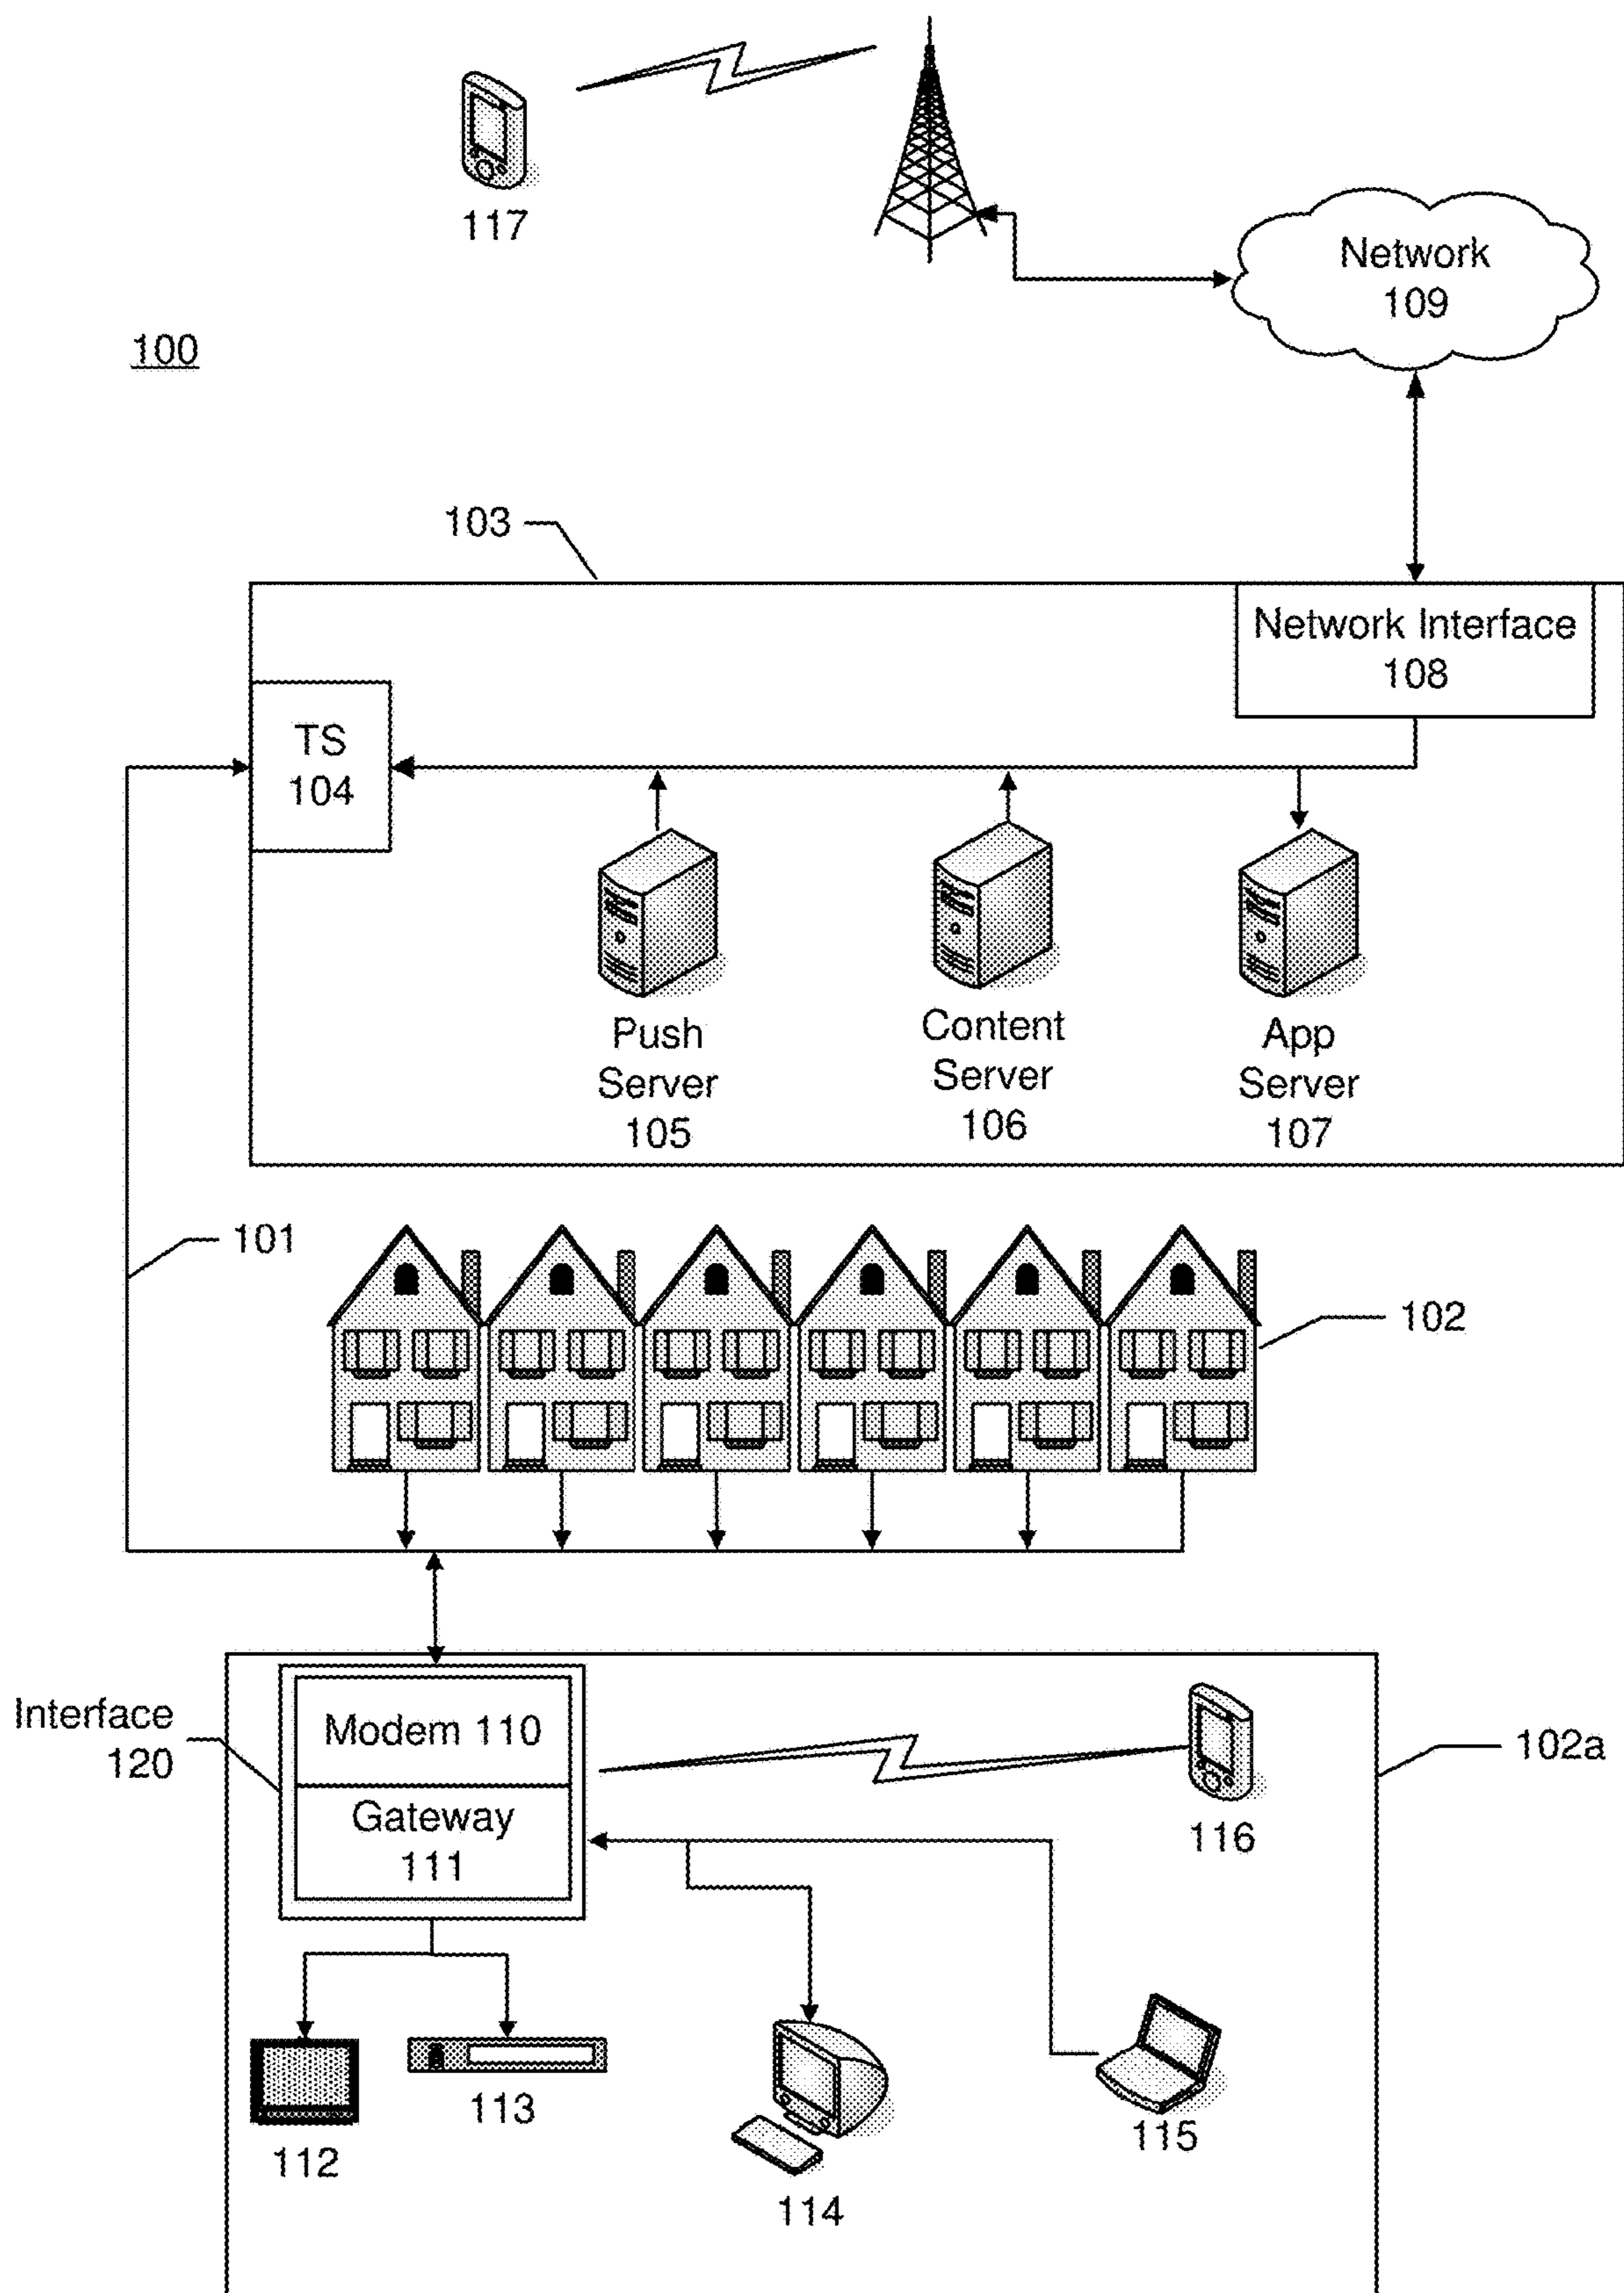 117
Network
109
100
103
Network Interface
108
TS
104
Push
Server
105
Content
Server
106
App
Server
107
101
102
Interface
120
Modem 110
Gateway
111
116
102a
112
113
114
115